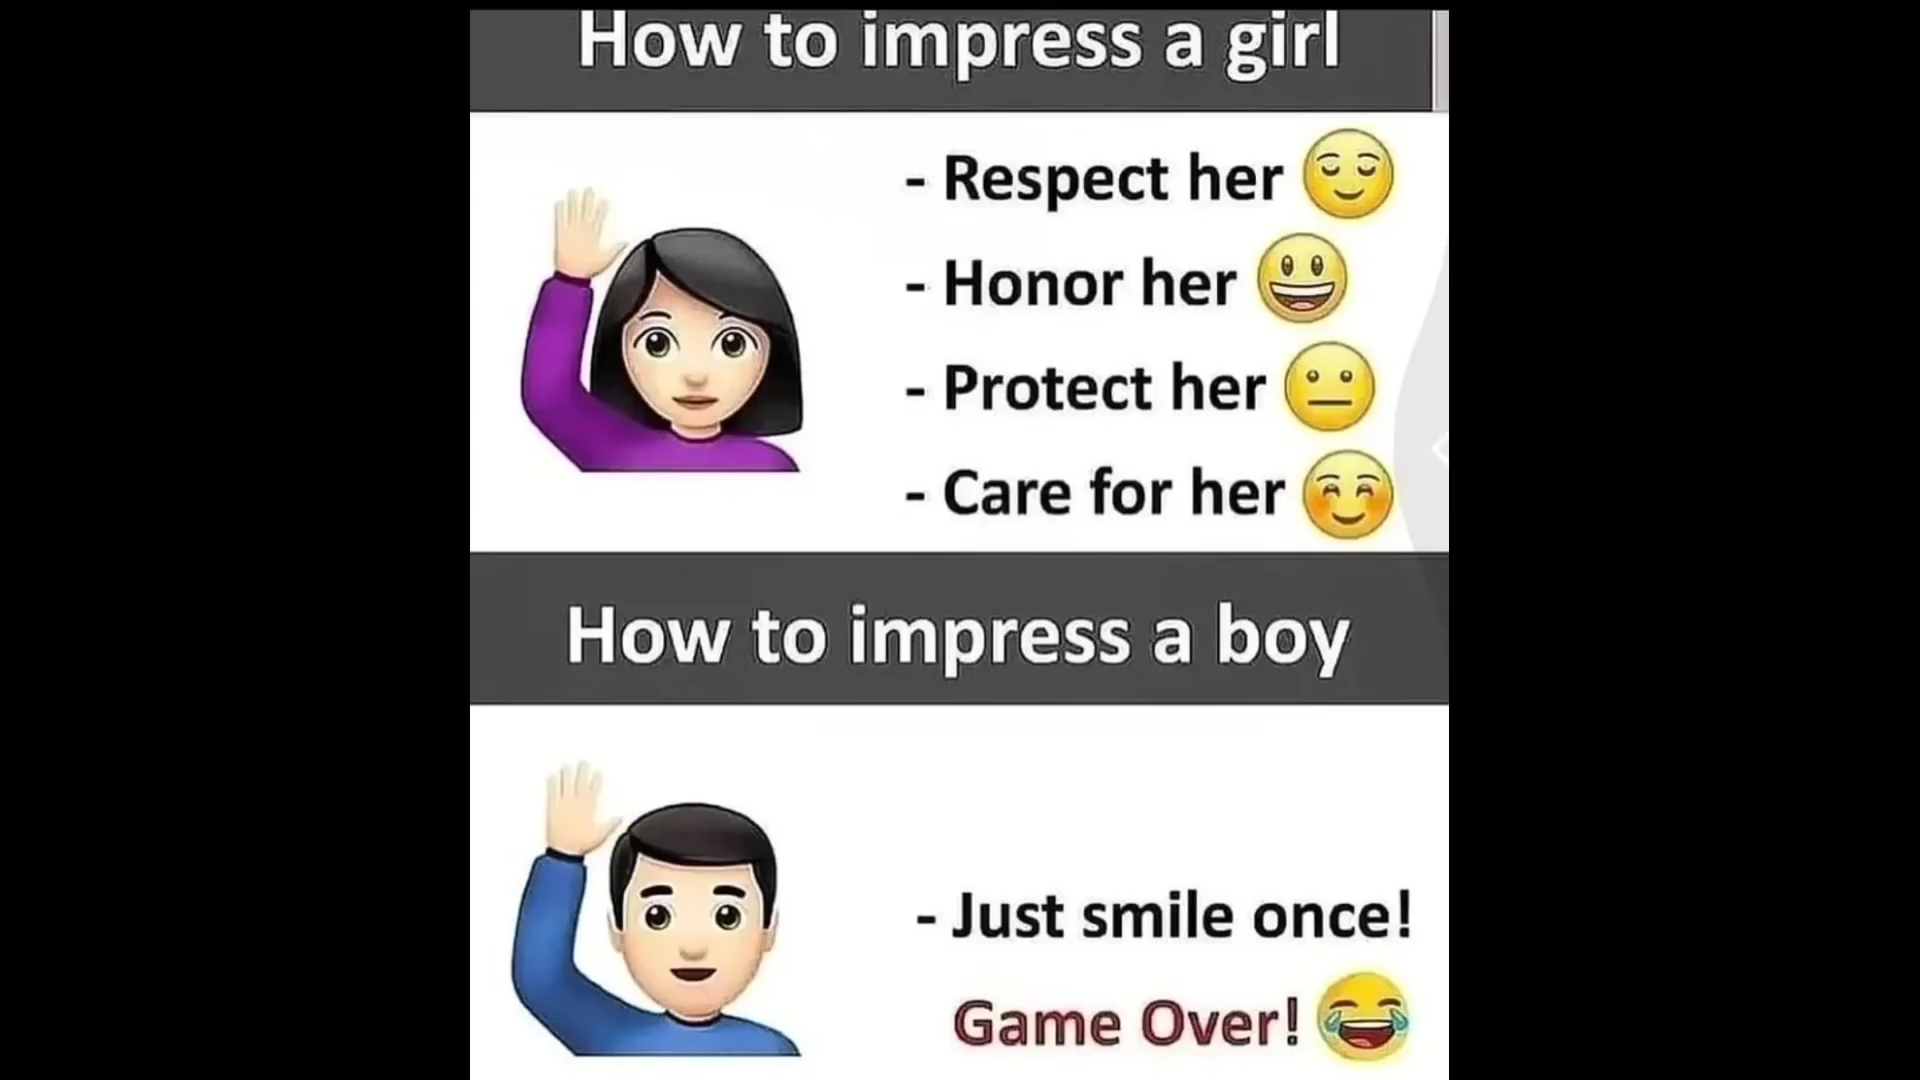 How to impress a girl
- Respect her
- Honor her
- Protect her
- Care for her
How to impress a boy
- Just smile once!
Game Over!